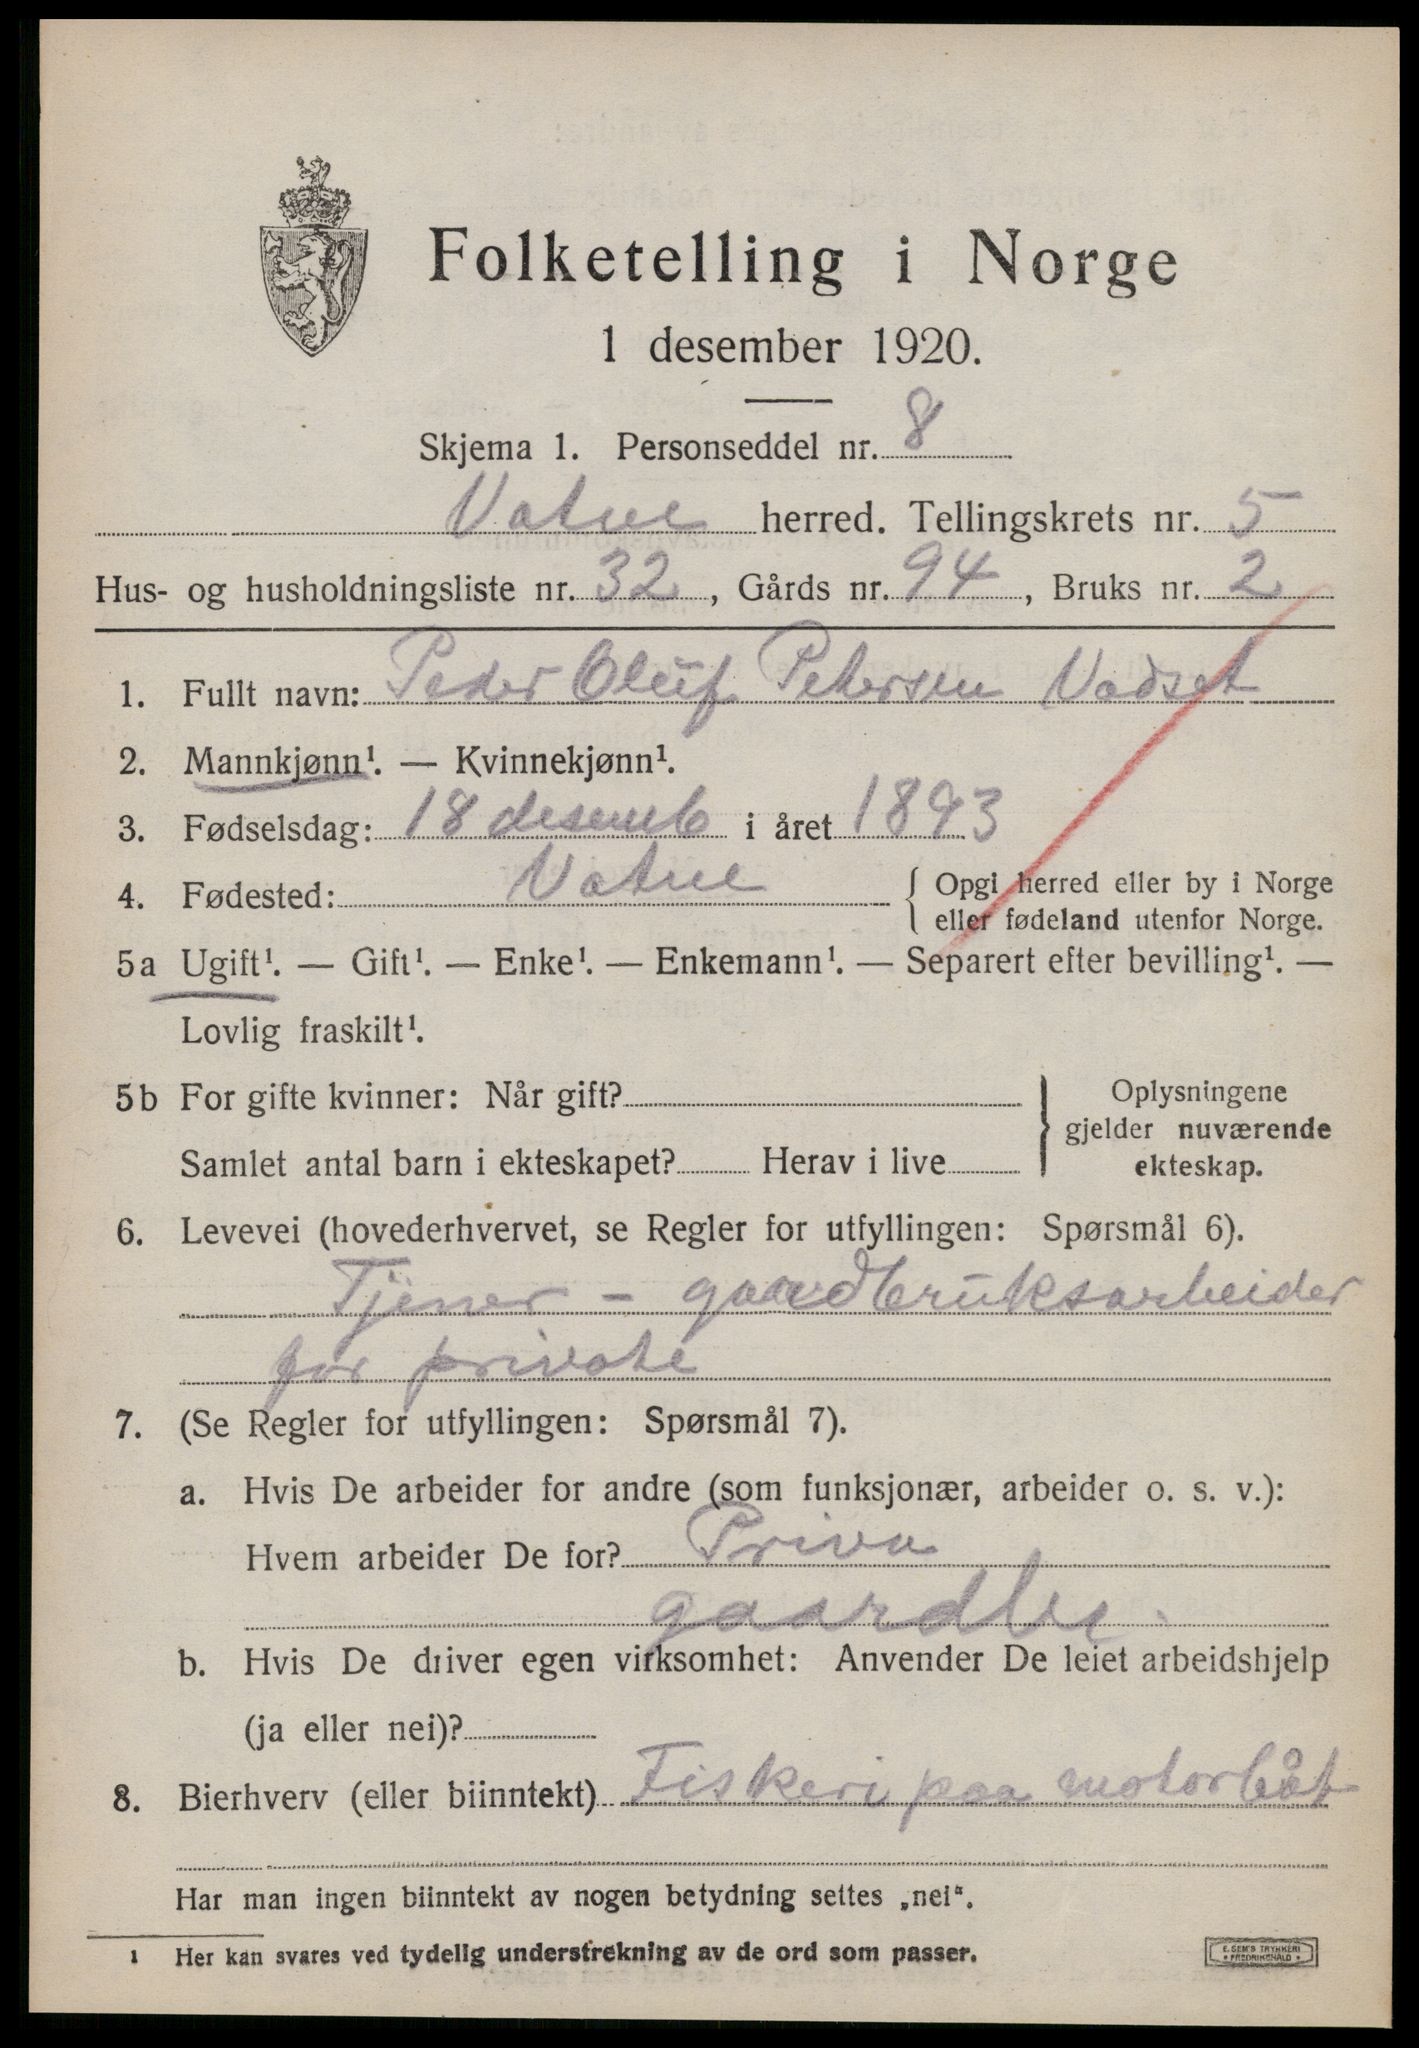 Folketelling i Norge
1 desember 1920.
Skjema 1. Personseddel nr. 8
Vatne herred. Tellingskrets nr. 5
Hus- og husholdningsliste nr. 32, Gårds nr. 94, Bruks nr. 2
1. Fullt navn: Peder Oluf Petersen Vadset
2. Mannkjønn¹. — Kvinnekjønn¹.
3. Fødselsdag: 18 desemb i året 1893
4. Fødested: Vatne { Opgi herred eller by i Norge
eller fødeland utenfor Norge.
5a Ugift¹. — Gift¹. — Enke¹. — Enkemann¹. — Separert efter bevilling¹. —
Lovlig fraskilt¹.
5b For gifte kvinner: Når gift?
Samlet antal barn i ekteskapet? Herav i live
} Oplysningene
gjelder nuværende
ekteskap.
6. Levevei (hovederhvervet, se Regler for utfyllingen: Spørsmål 6).
Tjener – gaardbruksarbeider
for private
7. (Se Regler for utfyllingen: Spørsmål 7).
a. Hvis De arbeider for andre (som funksjonær, arbeider o. s. v.):
Hvem arbeider De for? Priva
gaardbr.
b. Hvis De driver egen virksomhet: Anvender De leiet arbeidshjelp
(ja eller nei)?
8. Bierhverv (eller biinntekt) Fiskeri paa motorbåt
Har man ingen biinntekt av nogen betydning settes „nei“.
¹ Her kan svares ved tydelig understrekning av de ord som passer.
E. SEM'S TRYKKERI
• FREDRIKSHALD •